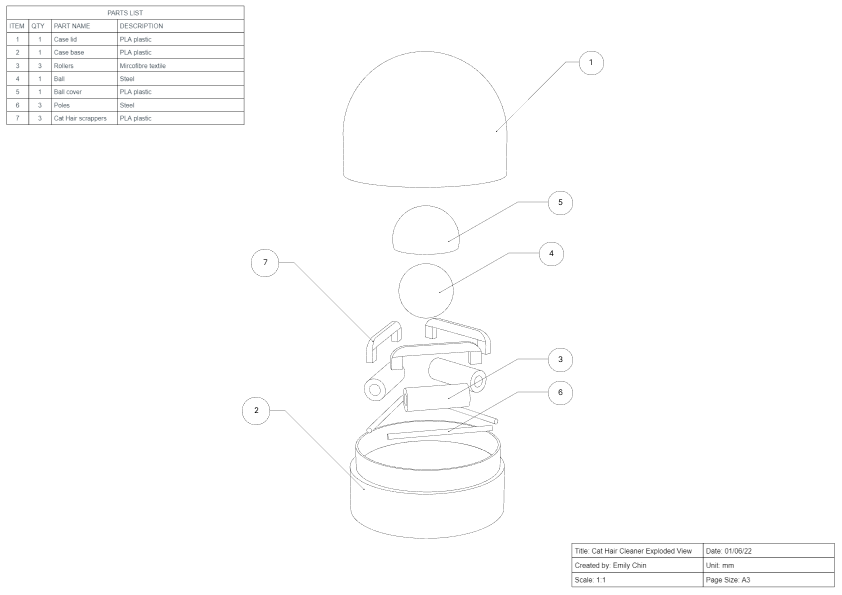 PARTS LIST
ITEM QTY PART NAME DESCRIPTION
1 1 Case lid PLA plastic
2 1 Case base PLA plastic
3 3 Rollers Mircofibre textile
4 1 Ball Steel
5 1 Ball cover PLA plastic
6 3 Poles Steel
7 3 Cat Hair scrappers PLA plastic
1
5
4
7
3
6
2
Title: Cat Hair Cleaner Exploded View Date: 01/06/22
Created by: Emily Chin Unit: mm
Scale: 1:1 Page Size: A3